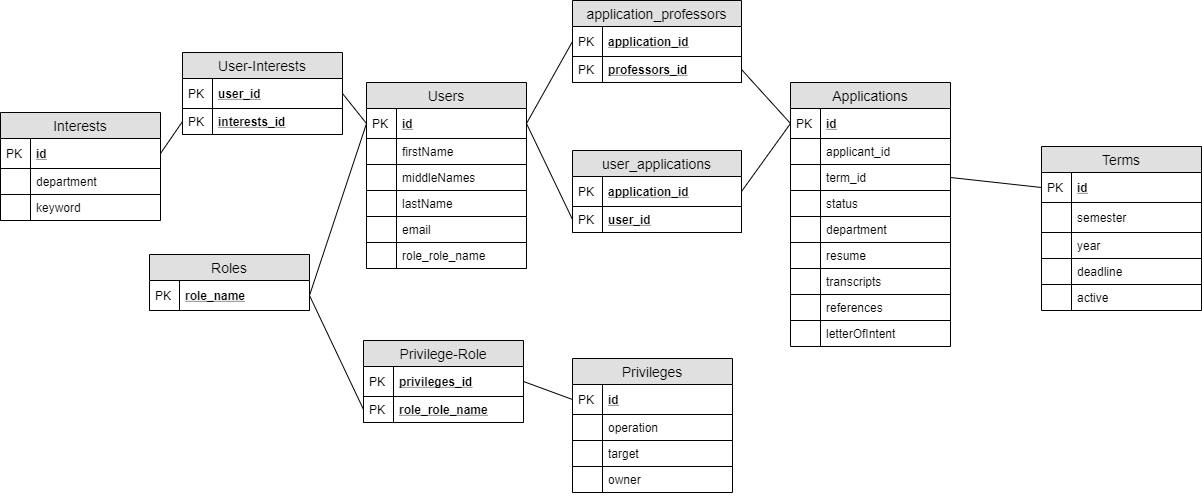 application_professors
PK application_id
PK professors_id
User-Interests
PK user_id
PK interests_id
Users
PK id
firstName
middleNames
lastName
email
role_role_name
Applications
PK id
applicant_id
term_id
status
department
resume
transcripts
references
letterOfIntent
Interests
PK id
department
keyword
user_applications
PK application_id
PK user_id
Terms
PK id
semester
year
deadline
active
Roles
PK role_name
Privilege-Role
PK privileges_id
PK role_role_name
Privileges
PK id
operation
target
owner